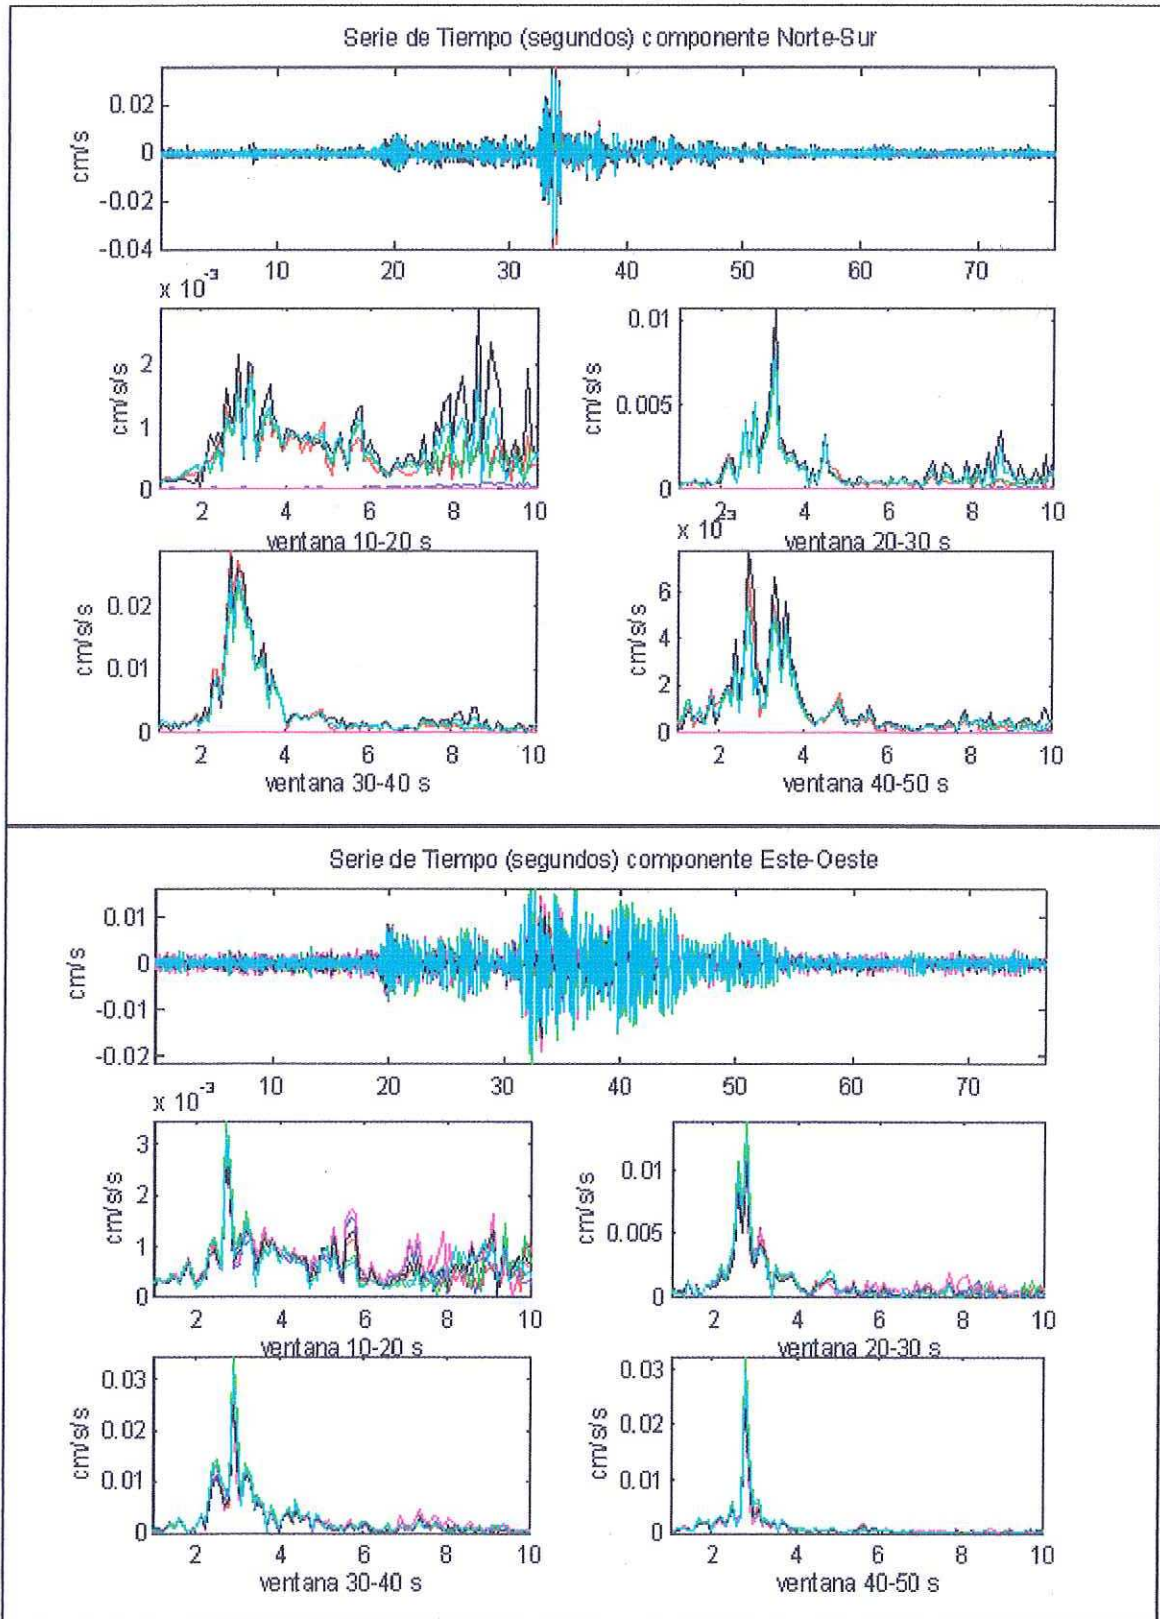 Serie de Tiempo (segundos) componente Norte-Sur
cm/s
0.02
0
-0.02
-0.04
10 20 30 40 50 60 70
x 10⁻³
cm/s/s
2
1
0
2 4 6 8 10
ventana 10-20 s
cm/s/s
0.01
0.005
0
2 4 6 8 10
ventana 20-30 s
cm/s/s
0.02
0.01
0
2 4 6 8 10
ventana 30-40 s
x 10⁻³
cm/s/s
6
4
2
0
2 4 6 8 10
ventana 40-50 s
Serie de Tiempo (segundos) componente Este-Oeste
cm/s
0.01
0
-0.01
-0.02
10 20 30 40 50 60 70
x 10⁻³
cm/s/s
3
2
1
0
2 4 6 8 10
ventana 10-20 s
cm/s/s
0.01
0.005
0
2 4 6 8 10
ventana 20-30 s
cm/s/s
0.03
0.02
0.01
0
2 4 6 8 10
ventana 30-40 s
cm/s/s
0.03
0.02
0.01
0
2 4 6 8 10
ventana 40-50 s